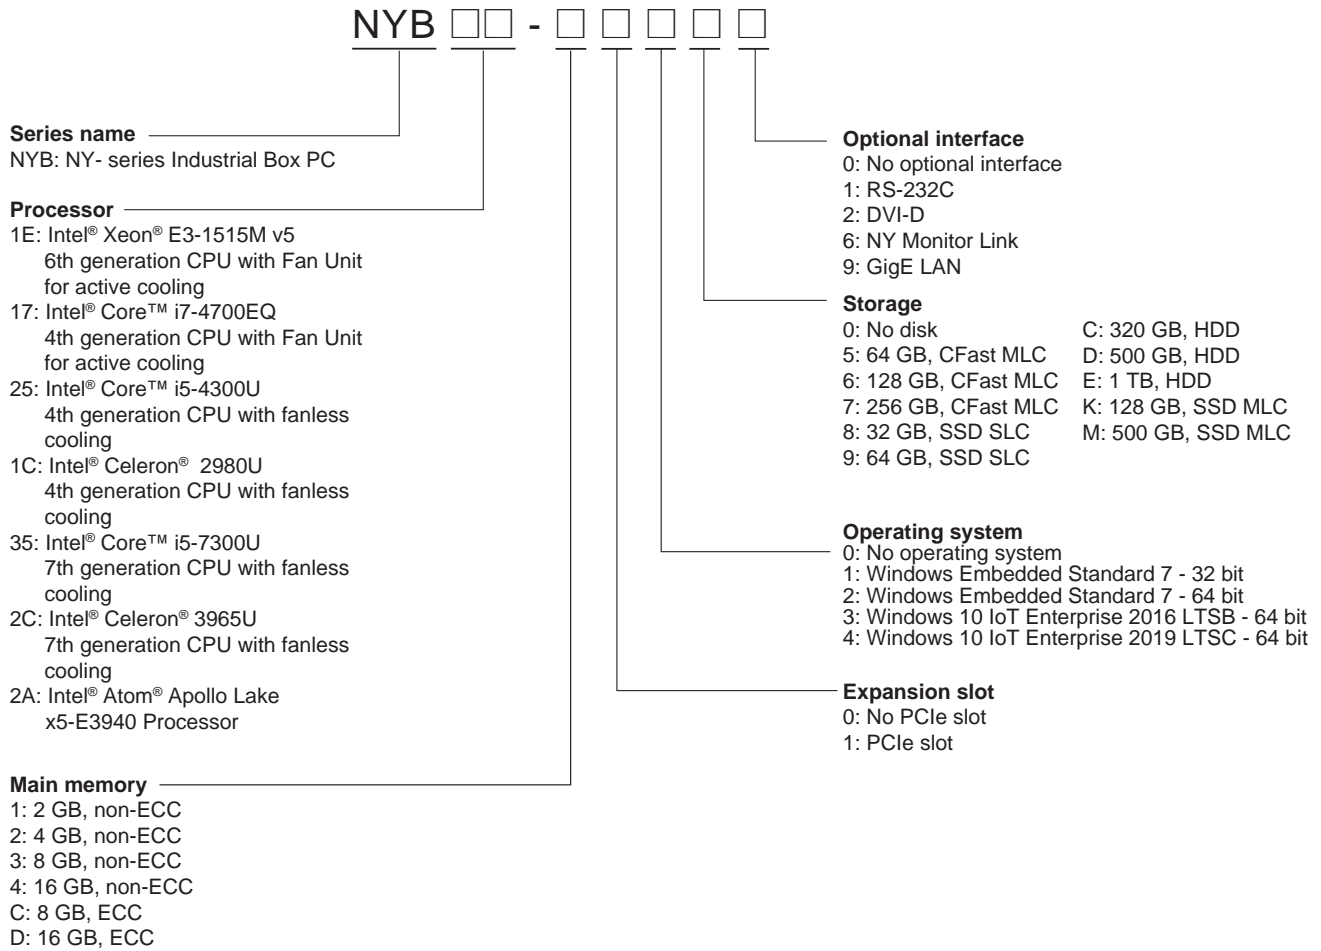 NYB □□ - □ □ □ □ □
Series name
NYB: NY- series Industrial Box PC
Processor
1E: Intel® Xeon® E3-1515M v5
6th generation CPU with Fan Unit
for active cooling
17: Intel® Core™ i7-4700EQ
4th generation CPU with Fan Unit
for active cooling
25: Intel® Core™ i5-4300U
4th generation CPU with fanless
cooling
1C: Intel® Celeron® 2980U
4th generation CPU with fanless
cooling
35: Intel® Core™ i5-7300U
7th generation CPU with fanless
cooling
2C: Intel® Celeron® 3965U
7th generation CPU with fanless
cooling
2A: Intel® Atom® Apollo Lake
x5-E3940 Processor
Main memory
1: 2 GB, non-ECC
2: 4 GB, non-ECC
3: 8 GB, non-ECC
4: 16 GB, non-ECC
C: 8 GB, ECC
D: 16 GB, ECC
Optional interface
0: No optional interface
1: RS-232C
2: DVI-D
6: NY Monitor Link
9: GigE LAN
Storage
0: No disk
5: 64 GB, CFast MLC
6: 128 GB, CFast MLC
7: 256 GB, CFast MLC
8: 32 GB, SSD SLC
9: 64 GB, SSD SLC
C: 320 GB, HDD
D: 500 GB, HDD
E: 1 TB, HDD
K: 128 GB, SSD MLC
M: 500 GB, SSD MLC
Operating system
0: No operating system
1: Windows Embedded Standard 7 - 32 bit
2: Windows Embedded Standard 7 - 64 bit
3: Windows 10 IoT Enterprise 2016 LTSB - 64 bit
4: Windows 10 IoT Enterprise 2019 LTSC - 64 bit
Expansion slot
0: No PCIe slot
1: PCIe slot